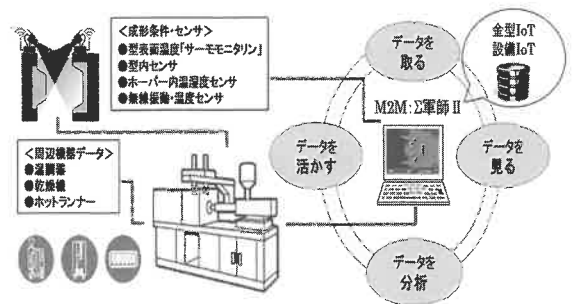 <成形条件・センサ>
●型表面温度「サーモモニタリン」
●型内センサ
●ホーパー内温湿度センサ
●無線振動・温度センサ
<周辺機器データ>
●温調器
●乾燥機
●ホットランナー
データを
取る
金型IoT
設備IoT
M2M:Σ軍師Ⅱ
データを
活かす
データを
見る
データを
分析